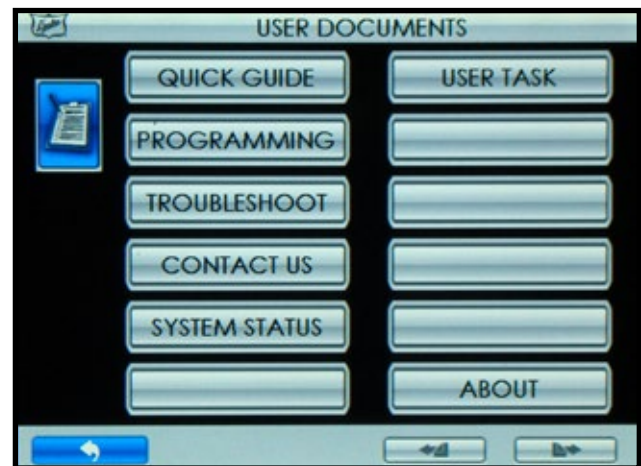 USER DOCUMENTS
QUICK GUIDE
USER TASK
PROGRAMMING
TROUBLESHOOT
CONTACT US
SYSTEM STATUS
ABOUT